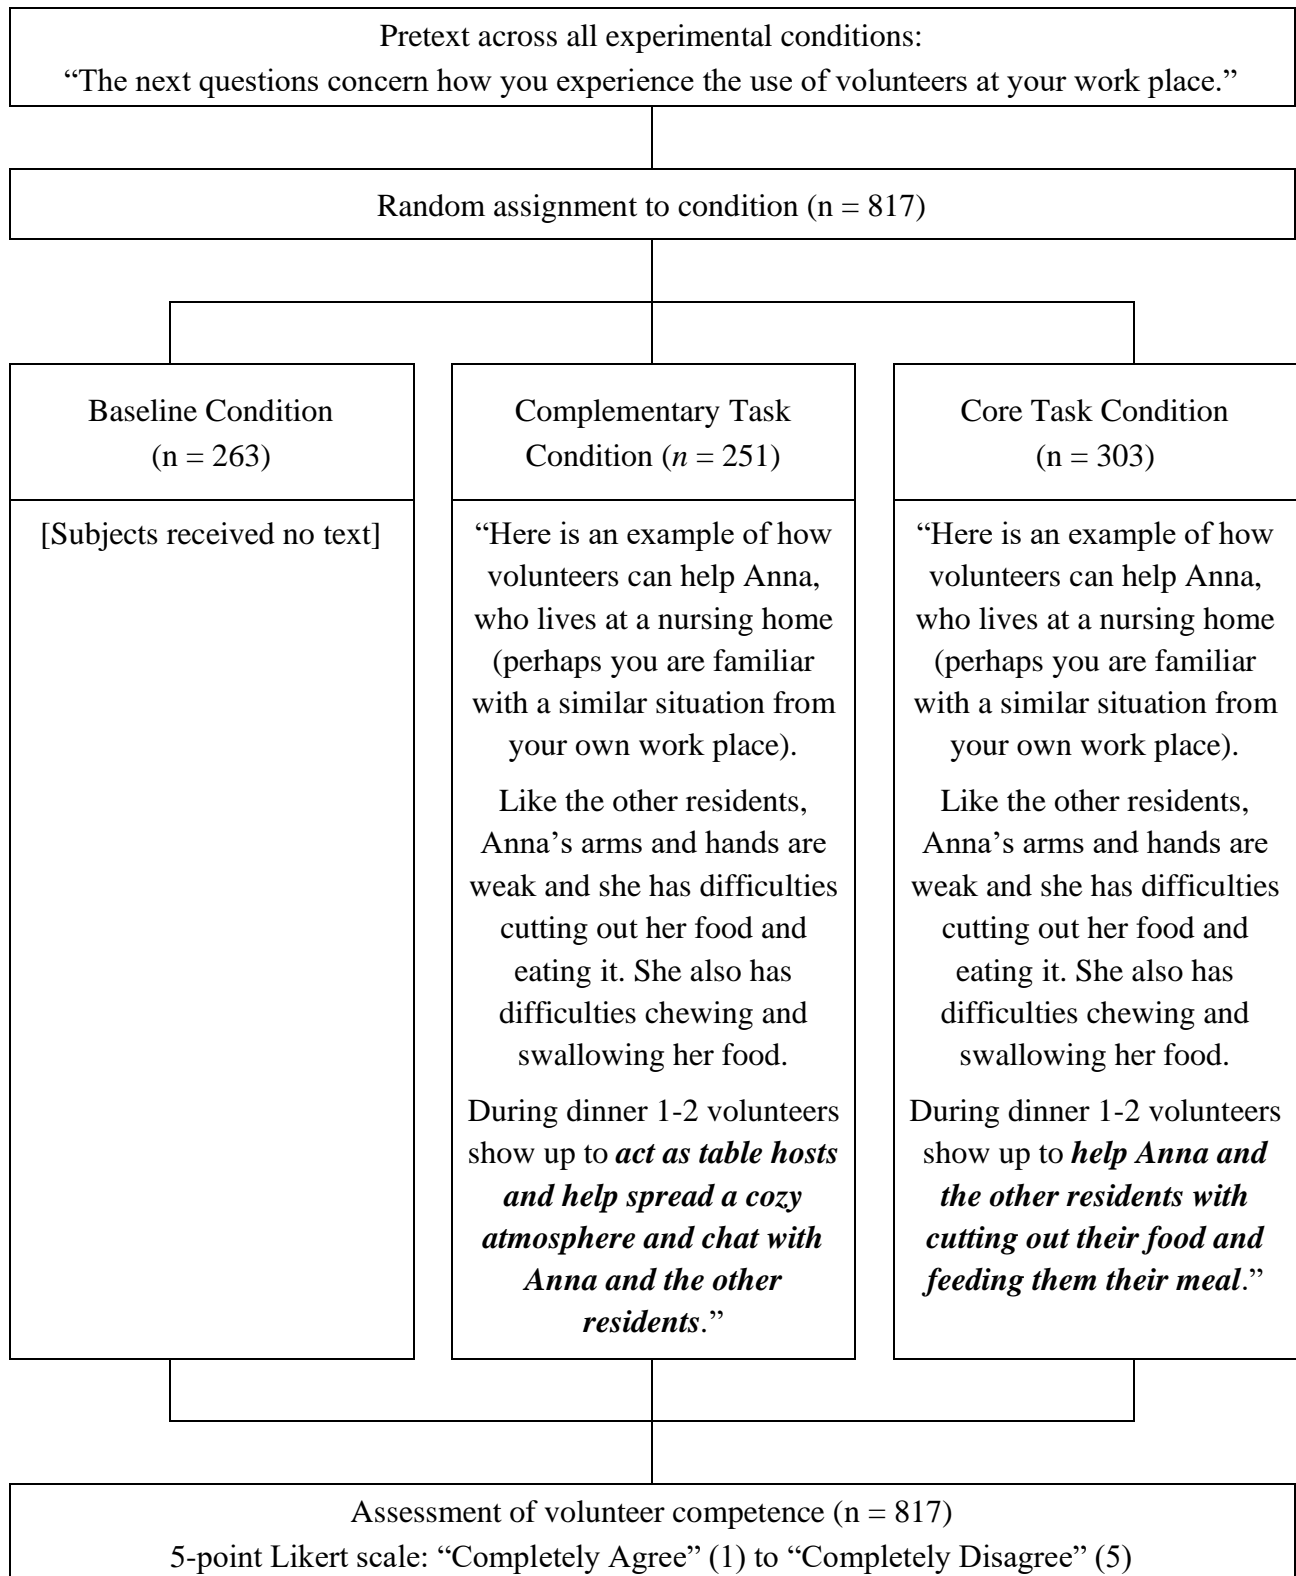 Pretext across all experimental conditions:
“The next questions concern how you experience the use of volunteers at your work place.”
Random assignment to condition (n = 817)
Baseline Condition
(n = 263)
[Subjects received no text]
Complementary Task
Condition (n = 251)
“Here is an example of how
volunteers can help Anna,
who lives at a nursing home
(perhaps you are familiar
with a similar situation from
your own work place).
Like the other residents,
Anna’s arms and hands are
weak and she has difficulties
cutting out her food and
eating it. She also has
difficulties chewing and
swallowing her food.
During dinner 1-2 volunteers
show up to act as table hosts
and help spread a cozy
atmosphere and chat with
Anna and the other
residents.”
Core Task Condition
(n = 303)
“Here is an example of how
volunteers can help Anna,
who lives at a nursing home
(perhaps you are familiar
with a similar situation from
your own work place).
Like the other residents,
Anna’s arms and hands are
weak and she has difficulties
cutting out her food and
eating it. She also has
difficulties chewing and
swallowing her food.
During dinner 1-2 volunteers
show up to help Anna and
the other residents with
cutting out their food and
feeding them their meal.”
Assessment of volunteer competence (n = 817)
5-point Likert scale: “Completely Agree” (1) to “Completely Disagree” (5)